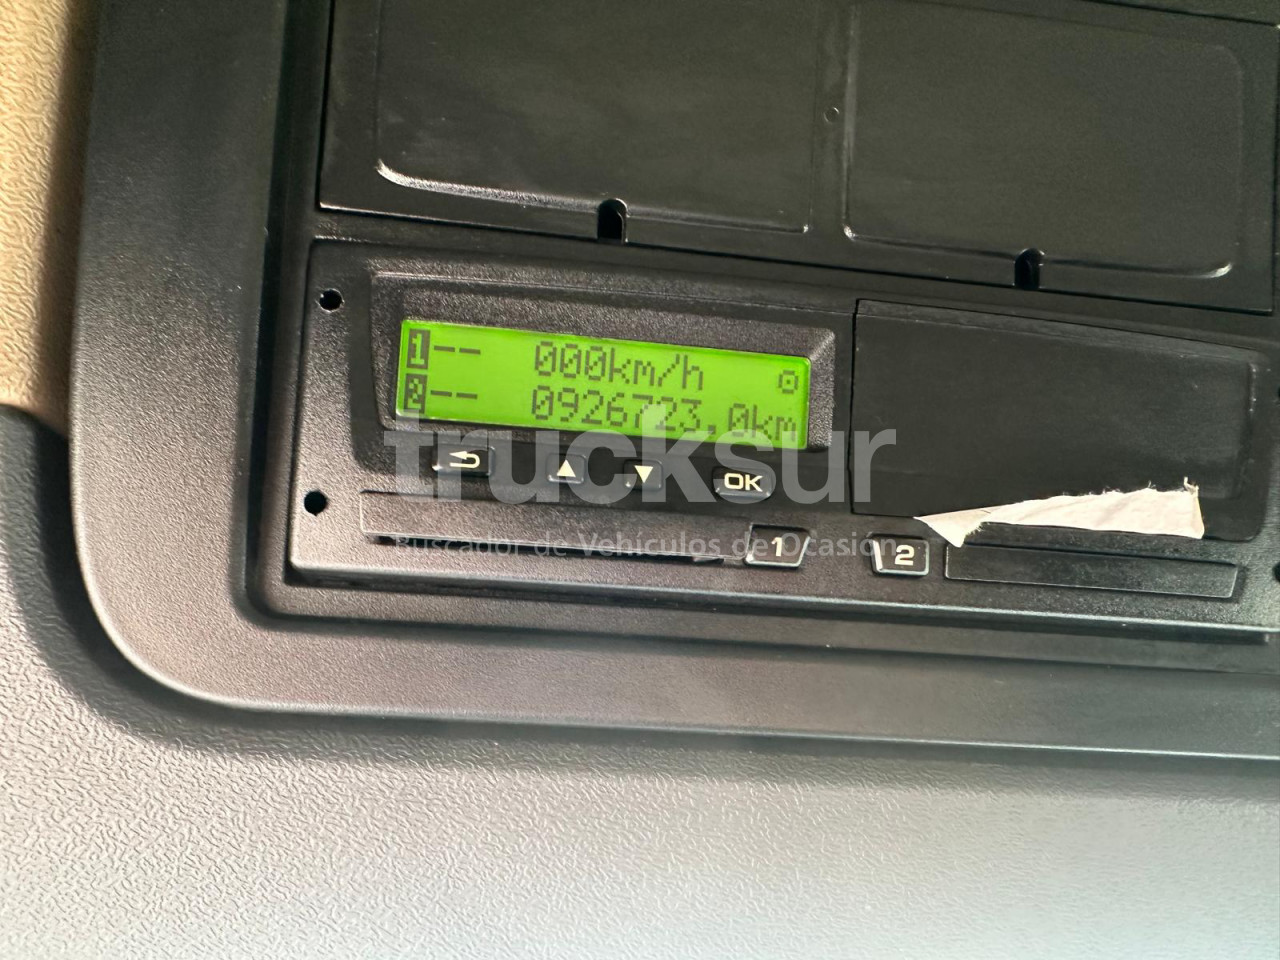 1-- 000km/h
2-- 0926723,0km
OK
1
2
trucksur
Buscador de Vehículos de Ocasión